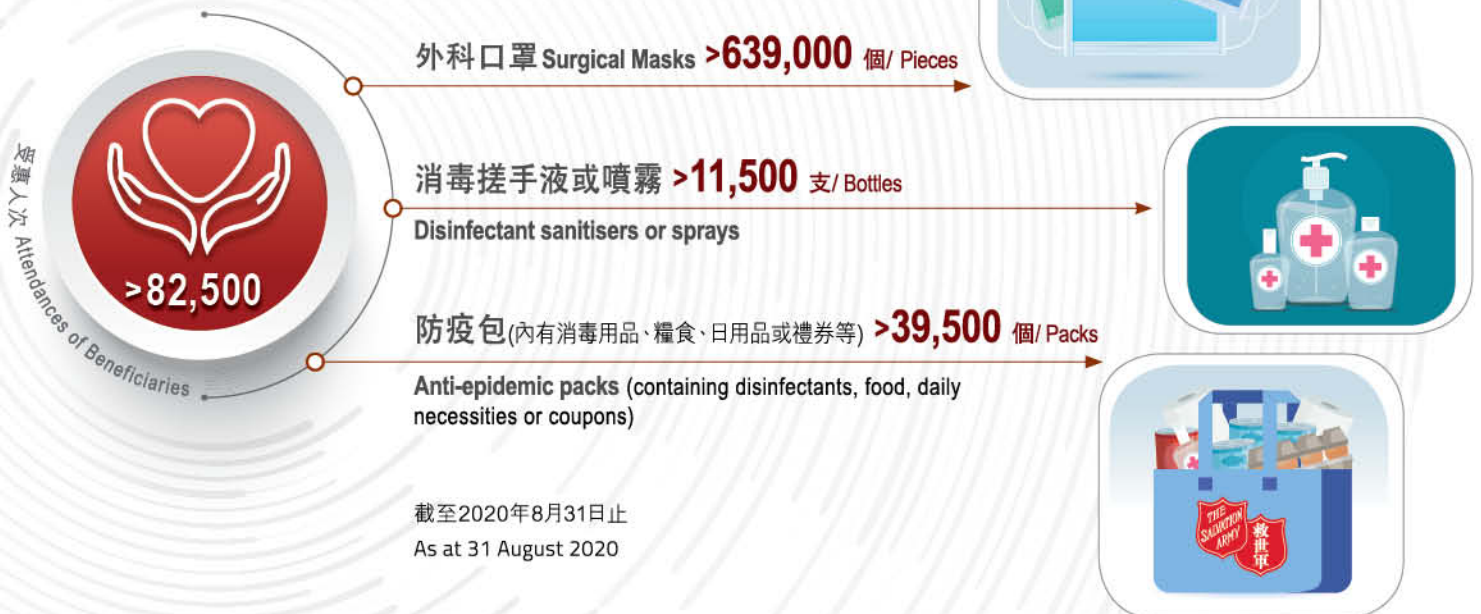 外科口罩 Surgical Masks >639,000 個/ Pieces
受惠人次 Attendances of Beneficiaries
>82,500
消毒搓手液或噴霧 >11,500 支/ Bottles
Disinfectant sanitisers or sprays
防疫包(內有消毒用品、糧食、日用品或禮券等) >39,500 個/ Packs
Anti-epidemic packs (containing disinfectants, food, daily
necessities or coupons)
截至2020年8月31日止
As at 31 August 2020
THE
SALVATION
ARMY
救世軍